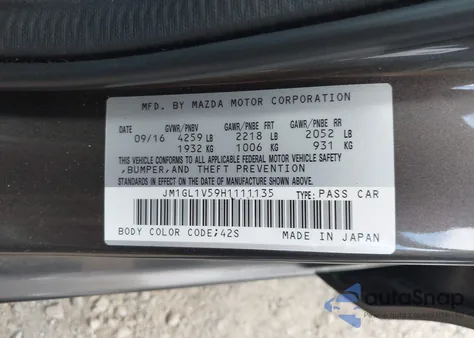 MFD. BY MAZDA MOTOR CORPORATION
DATE GVWR/PNBV GAWR/PNBE FRT GAWR/PNBE RR
09/16 4259 LB 2218 LB 2052 LB
1932 KG 1006 KG 931 KG
THIS VEHICLE CONFORMS TO ALL APPLICABLE FEDERAL MOTOR VEHICLE SAFETY
,BUMPER,AND THEFT PREVENTION
STANDARDS IN EFFECT ON THE DATE OF MANUFACTURE SHOWN ABOVE.
JM1GL1V59H1111135 TYPE: PASS CAR
BODY COLOR CODE;42S MADE IN JAPAN
autoSnap